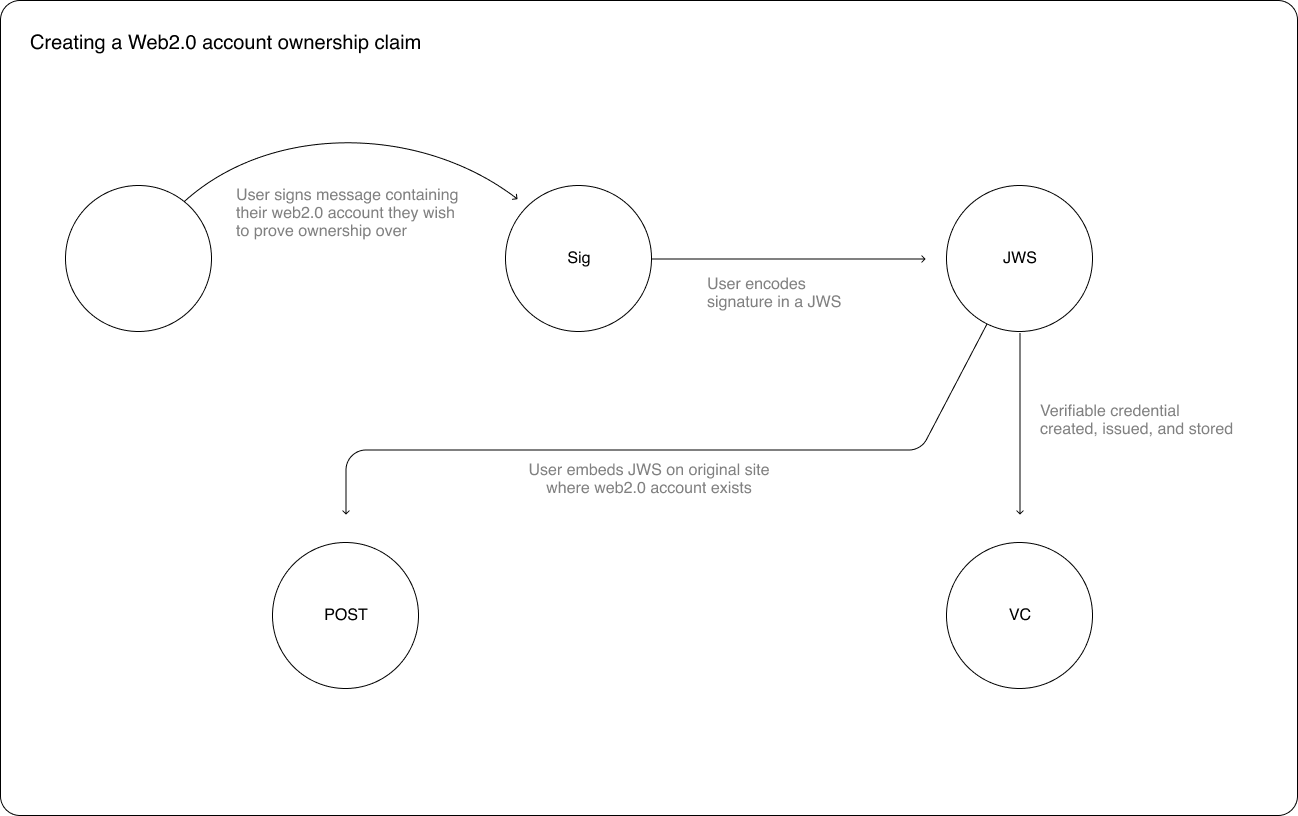 Creating a Web2.0 account ownership claim
User signs message containing
their web2.0 account they wish
to prove ownership over
Sig
User encodes
signature in a JWS
JWS
Verifiable credential
created, issued, and stored
User embeds JWS on original site
where web2.0 account exists
POST
VC